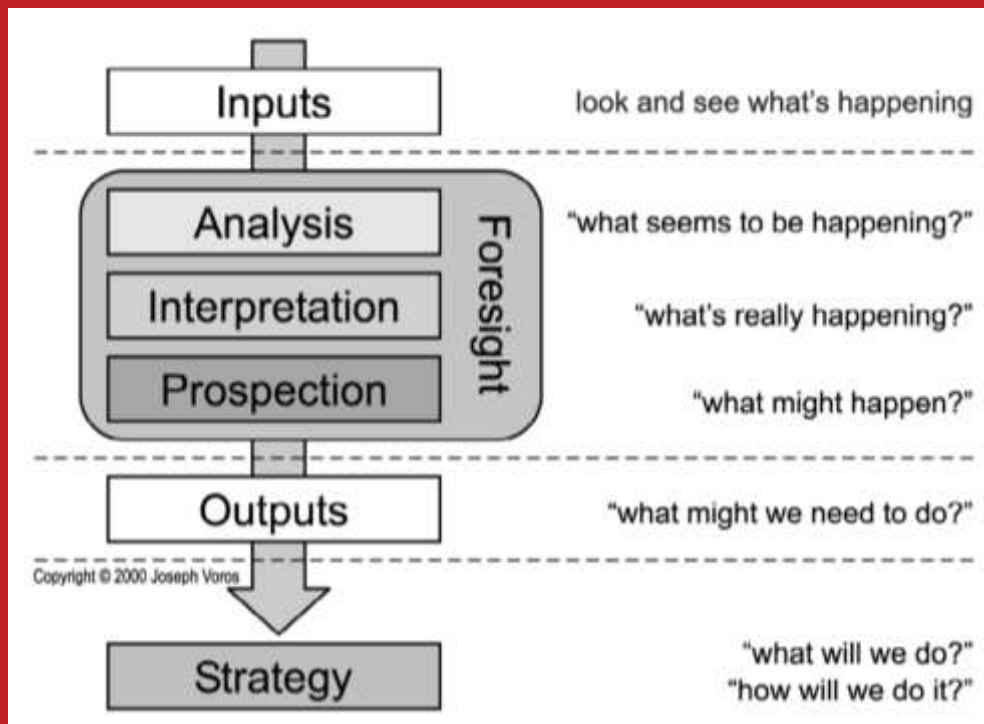 Inputs
look and see what's happening
Analysis
“what seems to be happening?”
Interpretation
“what's really happening?”
Prospection
“what might happen?”
Foresight
Outputs
“what might we need to do?”
Copyright © 2000 Joseph Voros
Strategy
“what will we do?”
“how will we do it?”